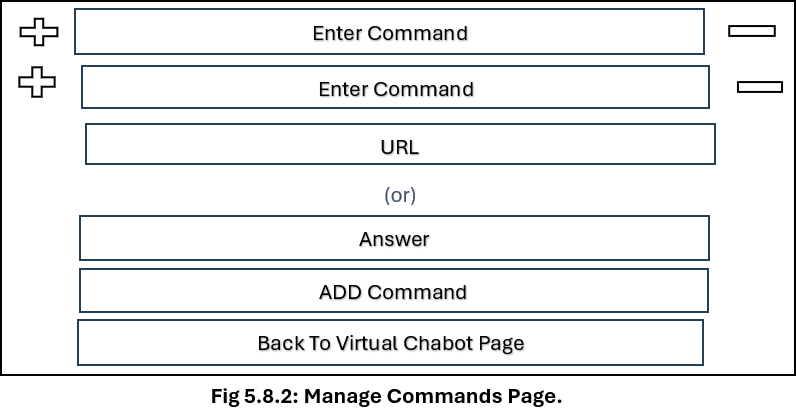 Enter Command
Enter Command
URL
(or)
Answer
ADD Command
Back To Virtual Chabot Page
Fig 5.8.2: Manage Commands Page.